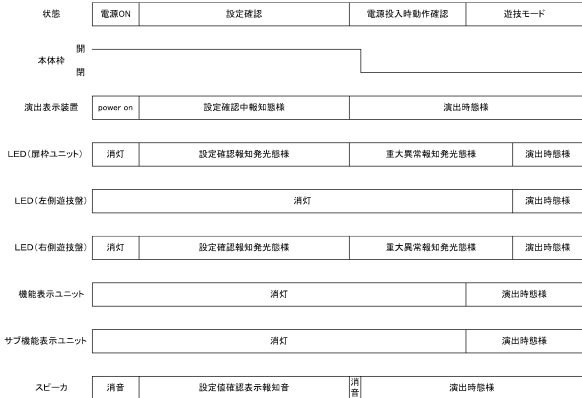 状態 電源ON 設定確認 電源投入時動作確認 遊技モード
開
本体枠
閉
演出表示装置 power on 設定確認中報知態様 演出時態様
LED(扉枠ユニット) 消灯 設定確認報知発光態様 重大異常報知発光態様 演出時態様
LED(左側遊技盤) 消灯 演出時態様
LED(右側遊技盤) 消灯 設定確認報知発光態様 重大異常報知発光態様 演出時態様
機能表示ユニット 消灯 演出時態様
サブ機能表示ユニット 消灯 演出時態様
スピーカ 消音 設定値確認表示報知音 消音 演出時態様